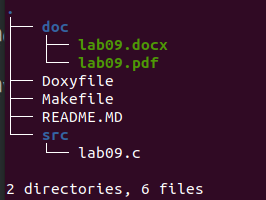 .
├── doc
│   ├── lab09.docx
│   └── lab09.pdf
├── Doxyfile
├── Makefile
├── README.MD
└── src
    └── lab09.c
2 directories, 6 files